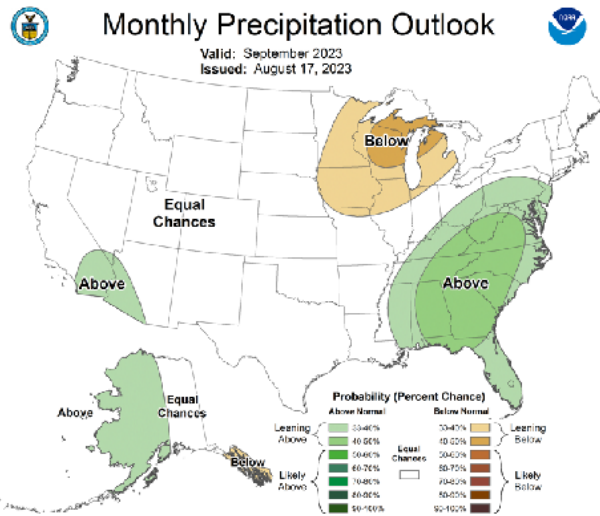 noaa
Monthly Precipitation Outlook
Valid: September 2023
Issued: August 17, 2023
Below
Equal
Chances
Above
Above
Above
Equal
Chances
Below
Probability (Percent Chance)
Above Normal
Below Normal
Leaning
Above
33-40%
40-50%
50-60%
60-70%
70-80%
80-90%
90-100%
Likely
Above
Equal
Chances
33-40%
40-50%
50-60%
60-70%
70-80%
80-90%
90-100%
Leaning
Below
Likely
Below